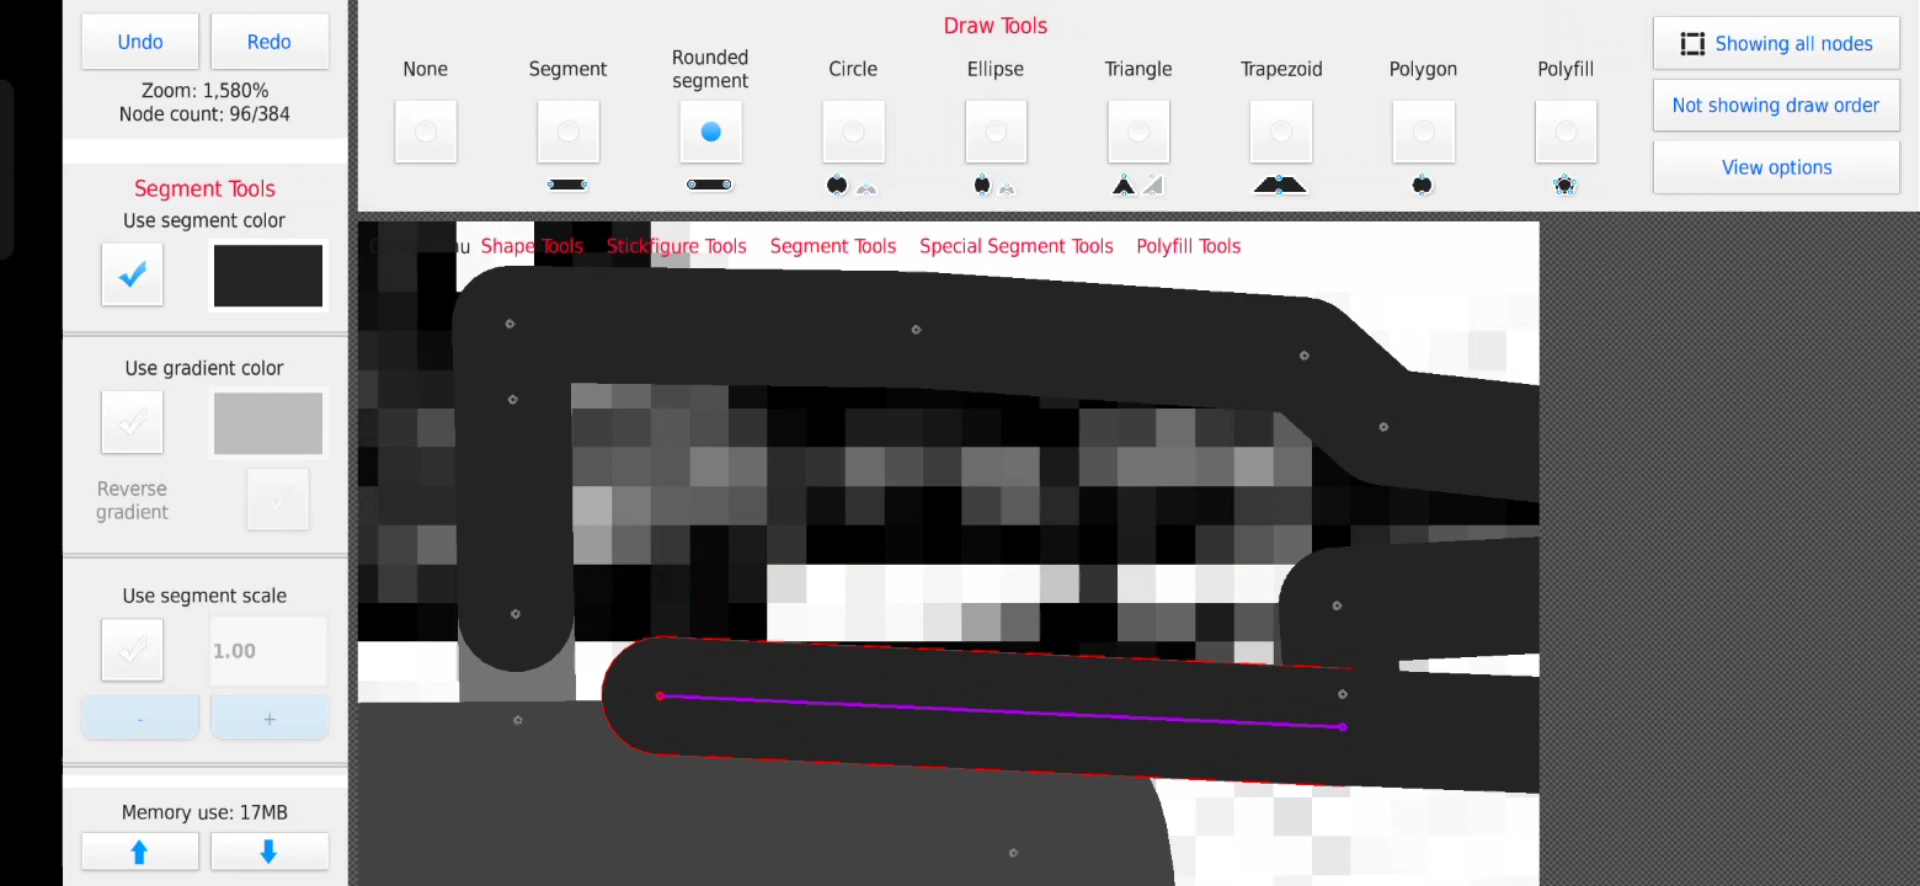 Undo
Redo
Zoom: 1,580%
Node count: 96/384
Segment Tools
Use segment color
Use gradient color
Reverse
gradient
Use segment scale
1.00
-
+
Memory use: 17MB
Draw Tools
None
Segment
Rounded
segment
Circle
Ellipse
Triangle
Trapezoid
Polygon
Polyfill
Showing all nodes
Not showing draw order
View options
Shape Tools
Stickfigure Tools
Segment Tools
Special Segment Tools
Polyfill Tools